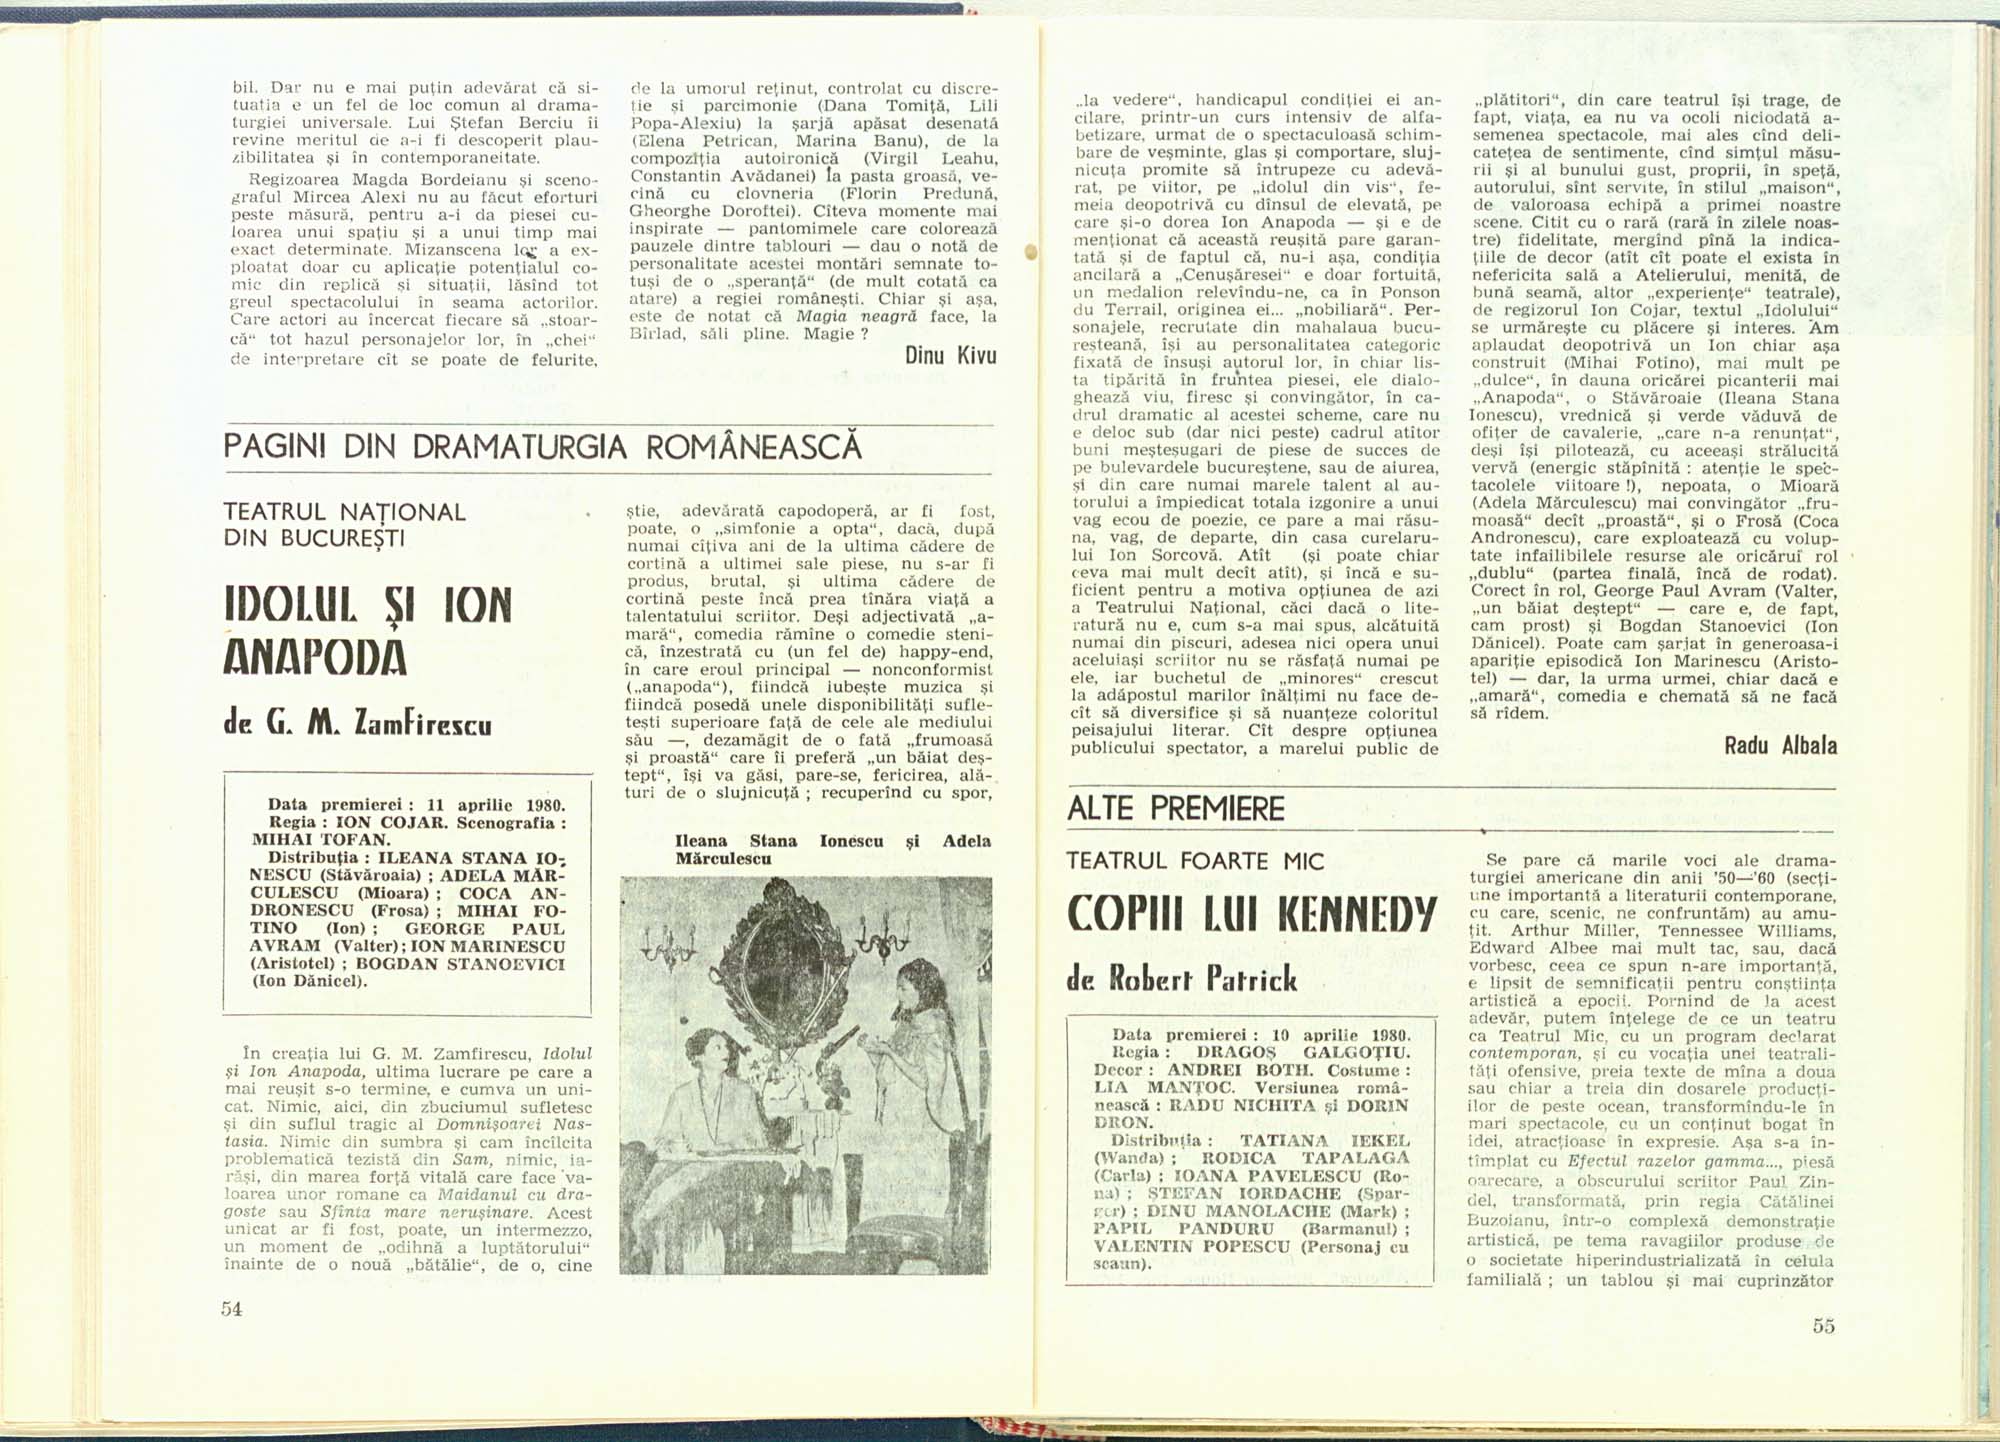 bil. Dar nu e mai puțin adevărat că si-
tuația e un fel de loc comun al drama-
turgiei universale. Lui Ștefan Berciu îi
revine meritul de a-i fi descoperit plau-
zibilitatea și în contemporaneitate.
Regizoarea Magda Bordeianu și sceno-
graful Mircea Alexi nu au făcut eforturi
peste măsură, pentru a-i da piesei cu-
loarea unui spațiu și a unui timp mai
exact determinate. Mizanscena lor a ex-
ploatat doar cu aplicație potențialul co-
mic din replică și situații, lăsînd tot
greul spectacolului în seama actorilor.
Care actori au încercat fiecare să „stoar-
că“ tot hazul personajelor lor, în „chei“
de interpretare cît se poate de felurite,
de la umorul reținut, controlat cu discre-
ție și parcimonie (Dana Tomiță, Lili
Popa-Alexiu) la șarjă apăsat desenată
(Elena Petrican, Marina Banu), de la
compoziția autoironică (Virgil Leahu,
Constantin Avădanei) la pasta groasă, ve-
cină cu clovneria (Florin Predună,
Gheorghe Doroftei). Cîteva momente mai
inspirate — pantomimele care colorează
pauzele dintre tablouri — dau o notă de
personalitate acestei montări semnate to-
tuși de o „speranță“ (de mult cotată ca
atare) a regiei românești. Chiar și așa,
este de notat că Magia neagră face, la
Bîrlad, săli pline. Magie ?
Dinu Kivu
PAGINI DIN DRAMATURGIA ROMÂNEASCĂ
TEATRUL NAȚIONAL
DIN BUCUREȘTI
IDOLUL ȘI ION
ANAPODA
de G. M. Zamfirescu
Data premierei : 11 aprilie 1980.
Regia : ION COJAR. Scenografia :
MIHAI TOFAN.
Distribuția : ILEANA STANA IO-
NESCU (Stăvăroaia) ; ADELA MĂR-
CULESCU (Mioara) ; COCA AN-
DRONESCU (Frosa) ; MIHAI FO-
TINO (Ion) ; GEORGE PAUL
AVRAM (Valter) ; ION MARINESCU
(Aristotel) ; BOGDAN STANOEVICI
(Ion Dănicel).
În creația lui G. M. Zamfirescu, Idolul
și Ion Anapoda, ultima lucrare pe care a
mai reușit s-o termine, e cumva un uni-
cat. Nimic, aici, din zbuciumul sufletesc
și din suflul tragic al Domnișoarei Nas-
tasia. Nimic din sumbra și cam încîlcita
problematică tezistă din Sam, nimic, ia-
răși, din marea forță vitală care face va-
loarea unor romane ca Maidanul cu dra-
goste sau Sfînta mare nerușinare. Acest
unicat ar fi fost, poate, un intermezzo,
un moment de „odihnă a luptătorului“
înainte de o nouă „bătălie“, de o, cine
știe, adevărată capodoperă, ar fi fost,
poate, o „simfonie a opta“, dacă, după
numai cîțiva ani de la ultima cădere de
cortină a ultimei sale piese, nu s-ar fi
produs, brutal, și ultima cădere de
cortină peste încă prea tînăra viață a
talentatului scriitor. Deși adjectivată „a-
mară“, comedia rămîne o comedie steni-
că, înzestrată cu (un fel de) happy-end,
în care eroul principal — nonconformist
(„anapoda“), fiindcă iubește muzica și
fiindcă posedă unele disponibilități sufle-
tești superioare față de cele ale mediului
său —, dezamăgit de o fată „frumoasă
și proastă“ care îi preferă „un băiat deș-
tept“, își va găsi, pare-se, fericirea, ală-
turi de o slujnicuță ; recuperînd cu spor,
Ileana Stana Ionescu și Adela
Mărculescu
54
„la vedere“, handicapul condiției ei an-
cilare, printr-un curs intensiv de alfa-
betizare, urmat de o spectaculoasă schim-
bare de veșminte, glas și comportare, sluj-
nicuța promite să întrupeze cu adevă-
rat, pe viitor, pe „idolul din vis“, fe-
meia deopotrivă cu dînsul de elevată, pe
care și-o dorea Ion Anapoda — și e de
menționat că această reușită pare garan-
tată și de faptul că, nu-i așa, condiția
ancilară a „Cenușăresei“ e doar fortuită,
un medalion relevîndu-ne, ca în Ponson
du Terrail, originea ei... „nobiliară“. Per-
sonajele, recrutate din mahalaua bucu-
reșteană, își au personalitatea categoric
fixată de însuși autorul lor, în chiar lis-
ta tipărită în fruntea piesei, ele dialo-
ghează viu, firesc și convingător, în ca-
drul dramatic al acestei scheme, care nu
e deloc sub (dar nici peste) cadrul atîtor
buni meșteșugari de piese de succes de
pe bulevardele bucureștene, sau de aiurea,
și din care numai marele talent al au-
torului a împiedicat totala izgonire a unui
vag ecou de poezie, ce pare a mai răsu-
na, vag, de departe, din casa curelaru-
lui Ion Sorcovă. Atît (și poate chiar
ceva mai mult decît atît), și încă e su-
ficient pentru a motiva opțiunea de azi
a Teatrului Național, căci dacă o lite-
ratură nu e, cum s-a mai spus, alcătuită
numai din piscuri, adesea nici opera unui
aceluiași scriitor nu se răsfață numai pe
ele, iar buchetul de „minores“ crescut
la adăpostul marilor înălțimi nu face de-
cît să diversifice și să nuanțeze coloritul
peisajului literar. Cît despre opțiunea
publicului spectator, a marelui public de
„plătitori“, din care teatrul își trage, de
fapt, viața, ea nu va ocoli niciodată a-
semenea spectacole, mai ales cînd deli-
catețea de sentimente, cînd simțul măsu-
rii și al bunului gust, proprii, în speță,
autorului, sînt servite, în stilul „maison“,
de valoroasa echipă a primei noastre
scene. Citit cu o rară (rară în zilele noas-
tre) fidelitate, mergînd pînă la indica-
țiile de decor (atît cît poate el exista în
nefericita sală a Atelierului, menită, de
bună seamă, altor „experiențe“ teatrale),
de regizorul Ion Cojar, textul „Idolului“
se urmărește cu plăcere și interes. Am
aplaudat deopotrivă un Ion chiar așa
construit (Mihai Fotino), mai mult pe
„dulce“, în dauna oricărei picanterii mai
„Anapoda“, o Stăvăroaie (Ileana Stana
Ionescu), vrednică și verde văduvă de
ofițer de cavalerie, „care n-a renunțat“,
deși își pilotează, cu aceeași strălucită
vervă (energic stăpînită : atenție le spec-
tacolele viitoare !), nepoata, o Mioară
(Adela Mărculescu) mai convingător „fru-
moasă“ decît „proastă“, și o Frosă (Coca
Andronescu), care exploatează cu volup-
tate infailibilele resurse ale oricărui rol
„dublu“ (partea finală, încă de rodat).
Corect în rol, George Paul Avram (Valter,
„un băiat deștept“ — care e, de fapt,
cam prost) și Bogdan Stanoevici (Ion
Dănicel). Poate cam șarjat în generoasa-i
apariție episodică Ion Marinescu (Aristo-
tel) — dar, la urma urmei, chiar dacă e
„amară“, comedia e chemată să ne facă
să rîdem.
Radu Albala
ALTE PREMIERE
TEATRUL FOARTE MIC
COPIII LUI KENNEDY
de Robert Patrick
Data premierei : 10 aprilie 1980.
Regia : DRAGOȘ GALGOȚIU.
Decor : ANDREI BOTH. Costume :
LIA MANȚOC. Versiunea româ-
nească : RADU NICHITA și DORIN
DRON.
Distribuția : TATIANA IEKEL
(Wanda) ; RODICA TAPALAGĂ
(Carla) ; IOANA PAVELESCU (Ro-
na) ; ȘTEFAN IORDACHE (Spar-
ger) ; DINU MANOLACHE (Mark) ;
PAPIL PANDURU (Barmanul) ;
VALENTIN POPESCU (Personaj cu
scaun).
Se pare că marile voci ale drama-
turgiei americane din anii '50—'60 (secți-
une importantă a literaturii contemporane,
cu care, scenic, ne confruntăm) au amu-
țit. Arthur Miller, Tennessee Williams,
Edward Albee mai mult tac, sau, dacă
vorbesc, ceea ce spun n-are importanță,
e lipsit de semnificații pentru conștiința
artistică a epocii. Pornind de la acest
adevăr, putem înțelege de ce un teatru
ca Teatrul Mic, cu un program declarat
contemporan, și cu vocația unei teatrali-
tăți ofensive, preia texte de mîna a doua
sau chiar a treia din dosarele producți-
ilor de peste ocean, transformîndu-le în
mari spectacole, cu un conținut bogat în
idei, atracțioase în expresie. Așa s-a în-
tîmplat cu Efectul razelor gamma..., piesă
oarecare, a obscurului scriitor Paul Zin-
del, transformată, prin regia Cătălinei
Buzoianu, într-o complexă demonstrație
artistică, pe tema ravagiilor produse de
o societate hiperindustrializată în celula
familială ; un tablou și mai cuprinzător
55